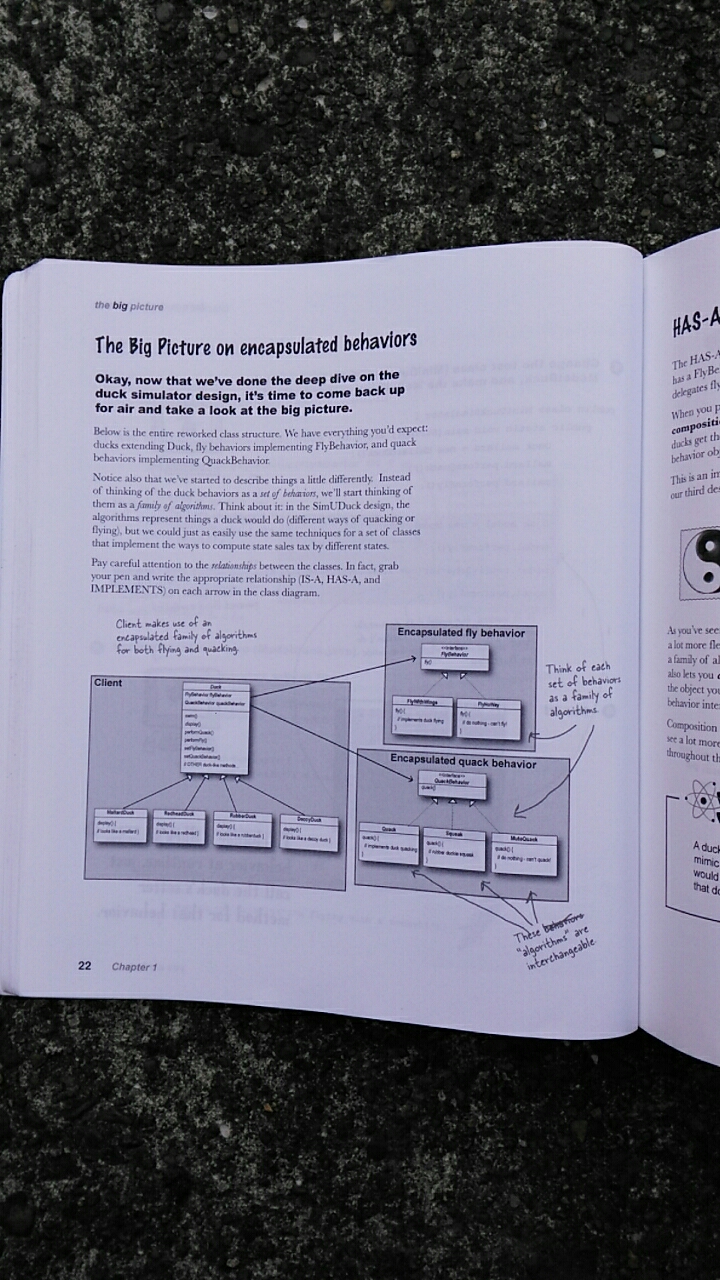 the big picture
The Big Picture on encapsulated behaviors
Okay, now that we've done the deep dive on the
duck simulator design, it's time to come back up
for air and take a look at the big picture.
Below is the entire reworked class structure. We have everything you'd expect:
ducks extending Duck, fly behaviors implementing FlyBehavior, and quack
behaviors implementing QuackBehavior.
Notice also that we've started to describe things a little differently. Instead
of thinking of the duck behaviors as a set of behaviors, we'll start thinking of
them as a family of algorithms. Think about it: in the SimUDuck design, the
algorithms represent things a duck would do (different ways of quacking or
flying), but we could just as easily use the same techniques for a set of classes
that implement the ways to compute state sales tax by different states.
Pay careful attention to the relationships between the classes. In fact, grab
your pen and write the appropriate relationship (IS-A, HAS-A, and
IMPLEMENTS) on each arrow in the class diagram.
Client makes use of an
encapsulated family of algorithms
for both flying and quacking.
Client
Duck
FlyBehavior flyBehavior
QuackBehavior quackBehavior
swim()
display()
performQuack()
performFly()
setFlyBehavior()
setQuackBehavior()
// OTHER duck-like methods
MallardDuck
display() {
// looks like a mallard }
RedheadDuck
display() {
// looks like a redhead }
RubberDuck
display() {
// looks like a rubberduck }
DecoyDuck
display() {
// looks like a decoy duck }
Encapsulated fly behavior
<<interface>>
FlyBehavior
fly()
FlyWithWings
fly() {
// implements duck flying
}
FlyNoWay
fly() {
// do nothing - can't fly!
}
Think of each
set of behaviors
as a family of
algorithms.
Encapsulated quack behavior
<<interface>>
QuackBehavior
quack()
Quack
quack() {
// implements duck quacking
}
Squeak
quack() {
// rubber duckie squeak
}
MuteQuack
quack() {
// do nothing - can't quack!
}
These behaviors
"algorithms" are
interchangeable.
22 Chapter 1
HAS-A
The HAS-A
has a FlyBe
delegates fly
When you p
compositi
ducks get th
behavior obj
This is an im
our third des
As you've see
a lot more fle
a family of al
also lets you c
the object you
behavior inte
Composition
see a lot more
throughout th
A duck
mimic
would
that do